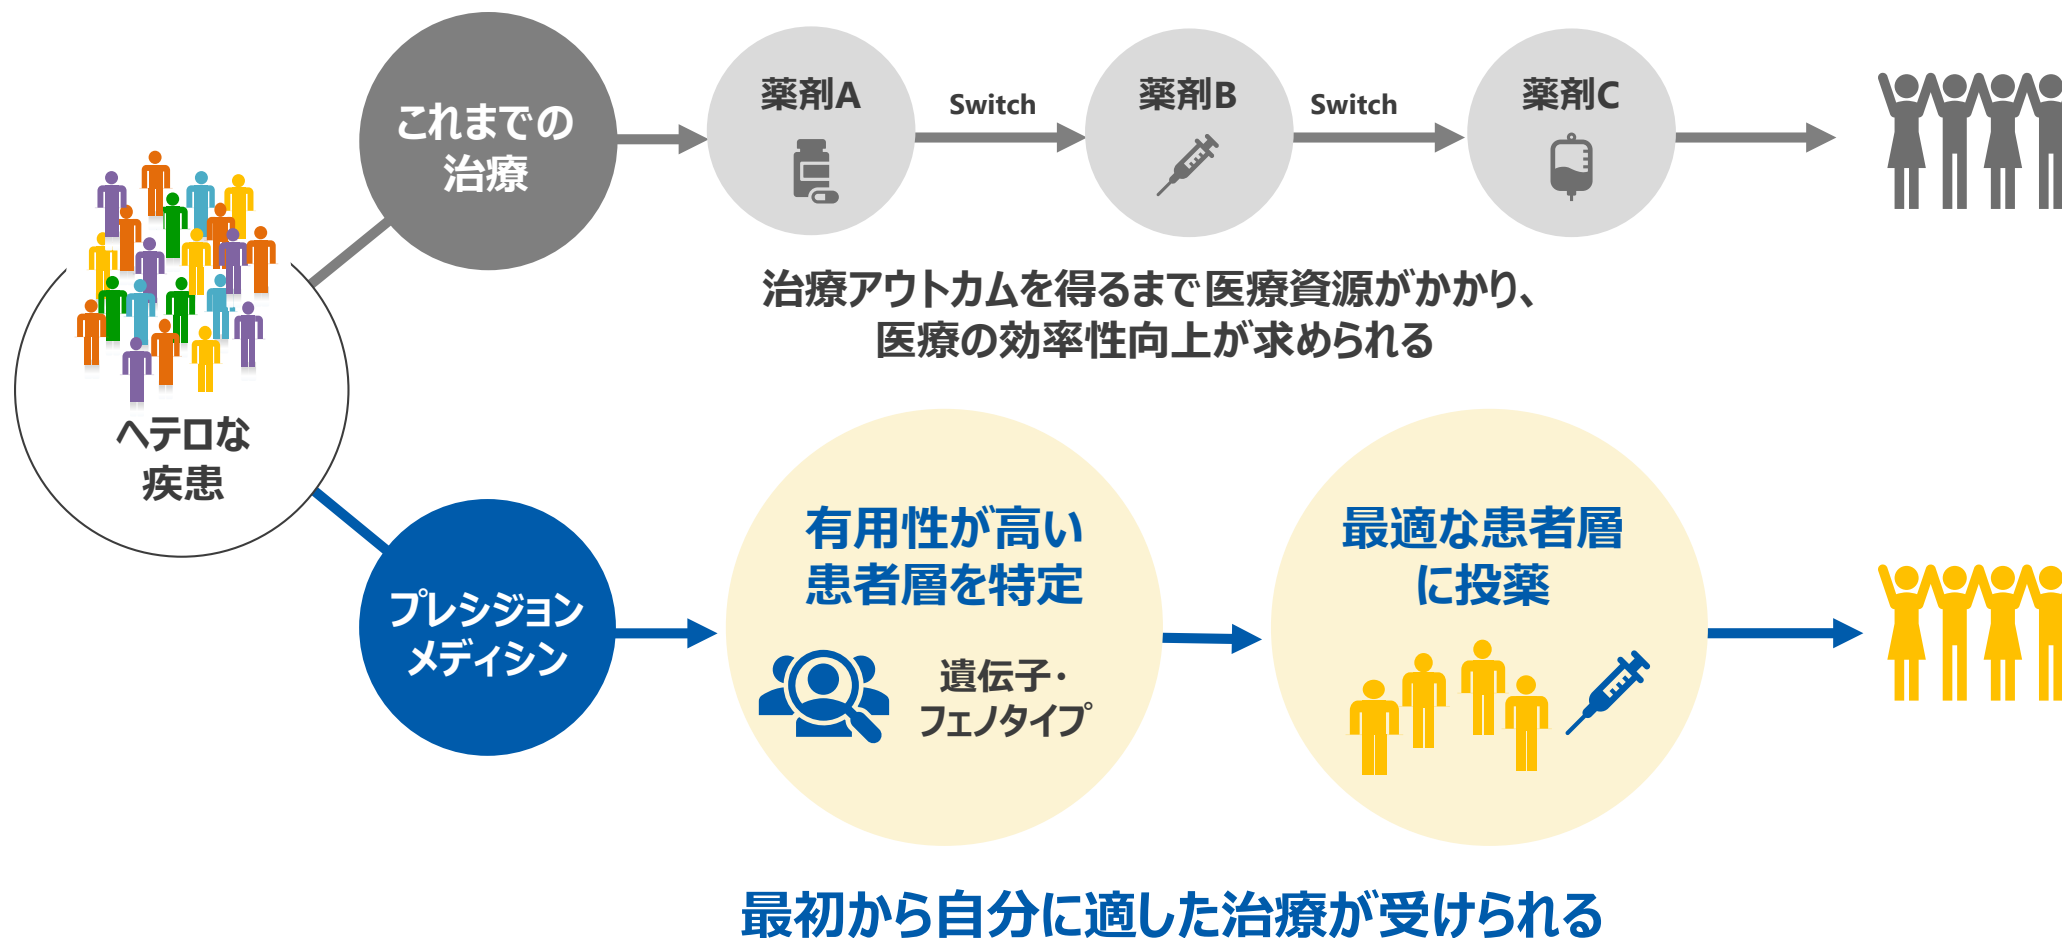 ヘテロな
疾患
これまでの
治療
薬剤A
Switch
薬剤B
Switch
薬剤C
治療アウトカムを得るまで医療資源がかかり、
医療の効率性向上が求められる
プレシジョン
メディシン
有用性が高い
患者層を特定
遺伝子・
フェノタイプ
最適な患者層
に投薬
最初から自分に適した治療が受けられる